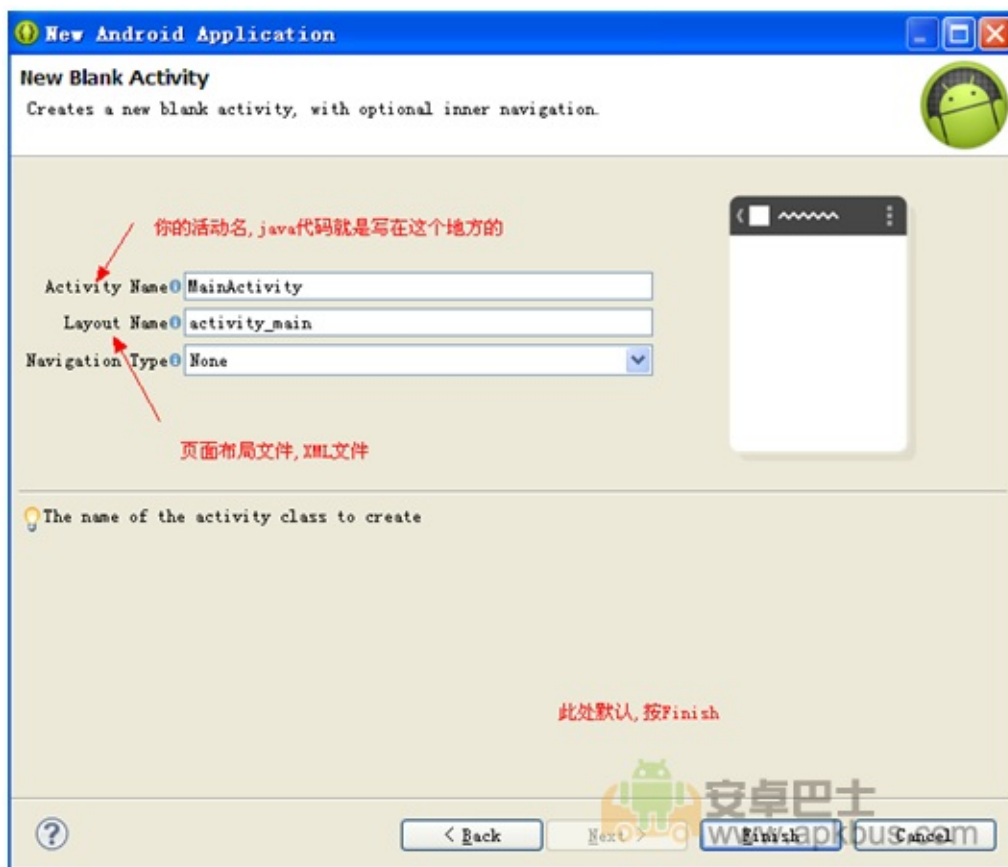 New Android Application
New Blank Activity
Creates a new blank activity, with optional inner navigation.
你的活动名,java代码就是写在这个地方的
Activity Name MainActivity
Layout Name activity_main
Navigation Type None
页面布局文件,XML文件
The name of the activity class to create
此处默认,按Finish
安卓巴士
www.apkbus.com
< Back Next > Finish Cancel